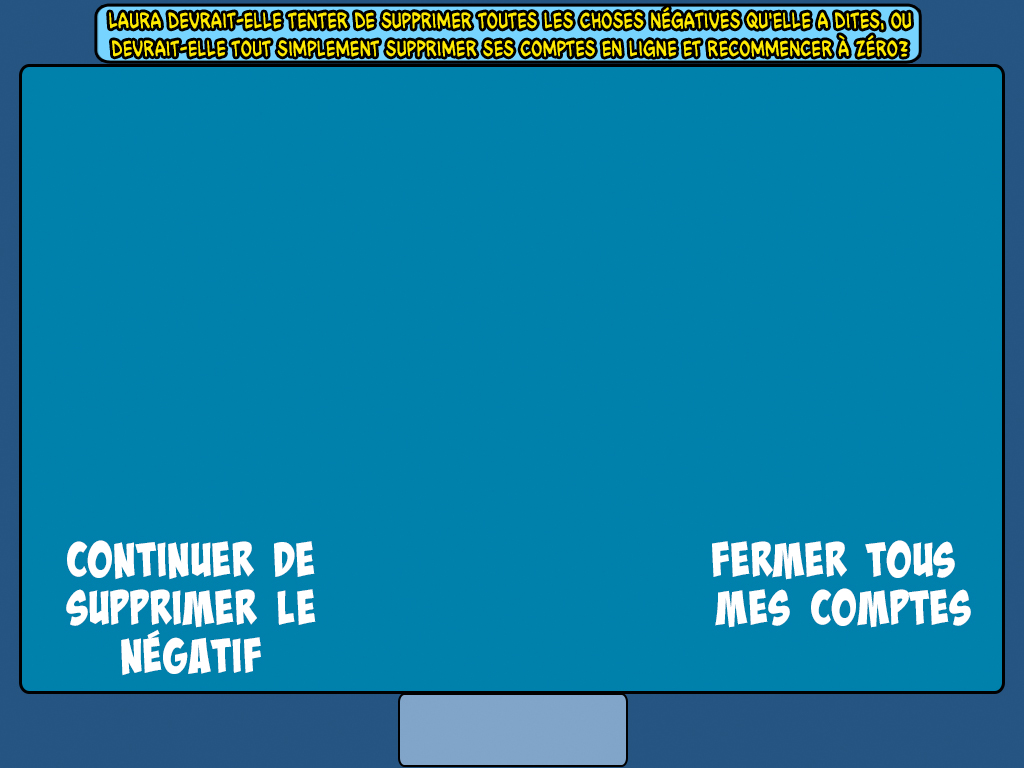 LAURA DEVRAIT-ELLE TENTER DE SUPPRIMER TOUTES LES CHOSES NÉGATIVES QU'ELLE A DITES, OU
DEVRAIT-ELLE TOUT SIMPLEMENT SUPPRIMER SES COMPTES EN LIGNE ET RECOMMENCER À ZÉRO?
CONTINUER DE
SUPPRIMER LE
NÉGATIF
FERMER TOUS
MES COMPTES